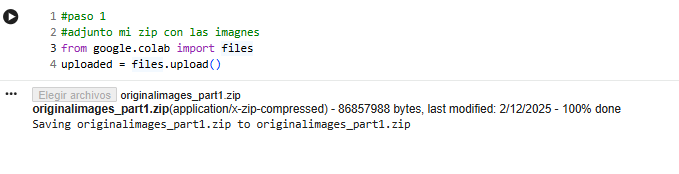 1 #paso 1
2 #adjunto mi zip con las imagnes
3 from google.colab import files
4 uploaded = files.upload()
Elegir archivos originalimages_part1.zip
originalimages_part1.zip(application/x-zip-compressed) - 86857988 bytes, last modified: 2/12/2025 - 100% done
Saving originalimages_part1.zip to originalimages_part1.zip